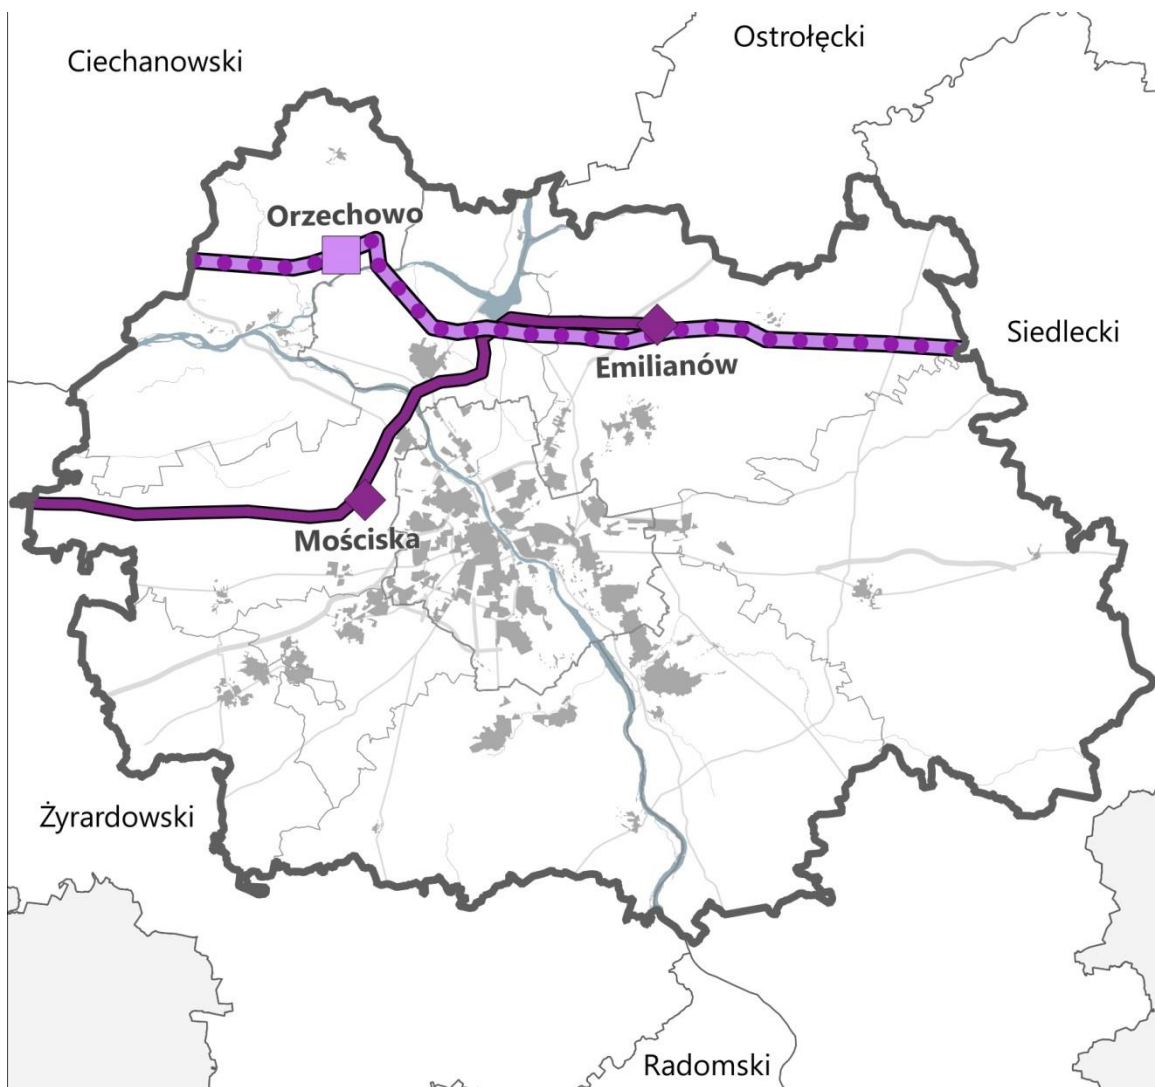 Ostrołęcki
Ciechanowski
Orzechowo
Siedlecki
Emilianów
Mościska
Żyrardowski
Radomski